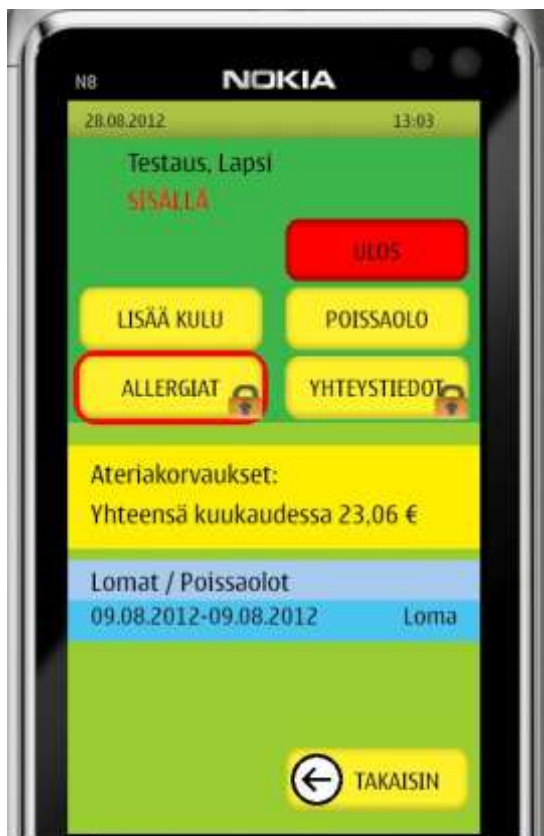 N8 NOKIA
28.08.2012 13:03
Testaus, Lapsi
SISÄLLÄ
ULOS
LISÄÄ KULU POISSAOLO
ALLERGIAT YHTEYSTIEDOT
Ateriakorvaukset:
Yhteensä kuukaudessa 23,06 €
Lomat / Poissaolot
09.08.2012-09.08.2012 Loma
TAKAISIN